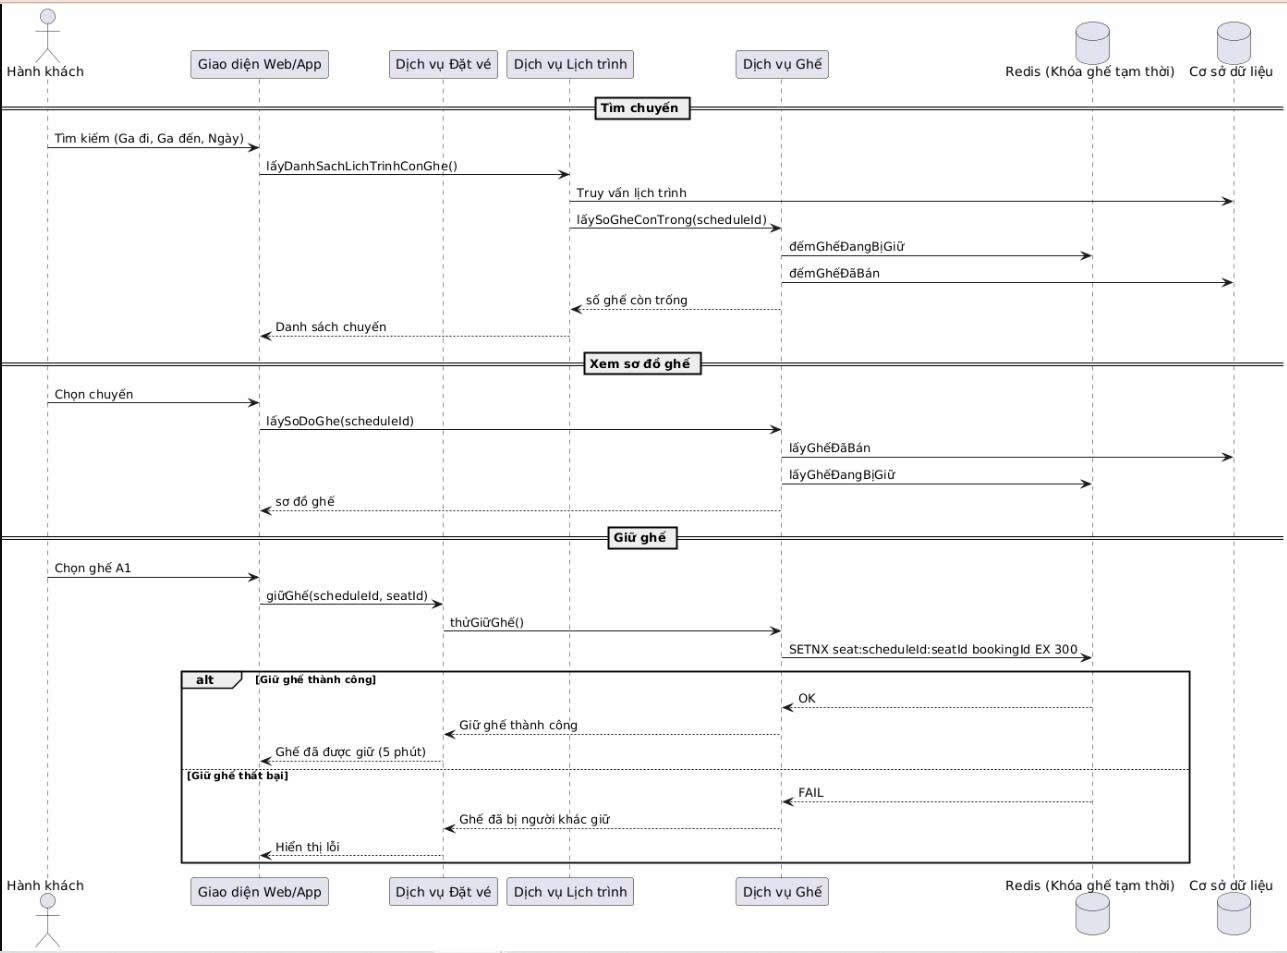 Hành khách
Giao diện Web/App
Dịch vụ Đặt vé
Dịch vụ Lịch trình
Dịch vụ Ghế
Redis (Khóa ghế tạm thời)
Cơ sở dữ liệu
Tìm chuyến
Tìm kiếm (Ga đi, Ga đến, Ngày)
lấyDanhSachLichTrinhConGhe()
Truy vấn lịch trình
lấySoGheConTrong(scheduleId)
đếmGhếĐangBịGiữ
đếmGhếĐãBán
số ghế còn trống
Danh sách chuyến
Xem sơ đồ ghế
Chọn chuyến
lấySoDoGhe(scheduleId)
lấyGhếĐãBán
lấyGhếĐangBịGiữ
sơ đồ ghế
Giữ ghế
Chọn ghế A1
giữGhế(scheduleId, seatId)
thửGiữGhế()
SETNX seat:scheduleId:seatId bookingId EX 300
alt
[Giữ ghế thành công]
OK
Giữ ghế thành công
Ghế đã được giữ (5 phút)
[Giữ ghế thất bại]
FAIL
Ghế đã bị người khác giữ
Hiển thị lỗi
Hành khách
Giao diện Web/App
Dịch vụ Đặt vé
Dịch vụ Lịch trình
Dịch vụ Ghế
Redis (Khóa ghế tạm thời)
Cơ sở dữ liệu